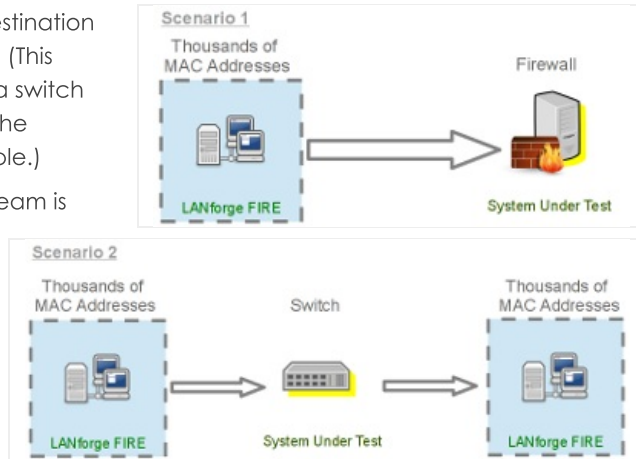 estination
(This
a switch
he
ole.)
eam is
Scenario 1
Thousands of
MAC Addresses
Firewall
LANforge FIRE
System Under Test
Scenario 2
Thousands of
MAC Addresses
Switch
Thousands of
MAC Addresses
LANforge FIRE
System Under Test
LANforge FIRE